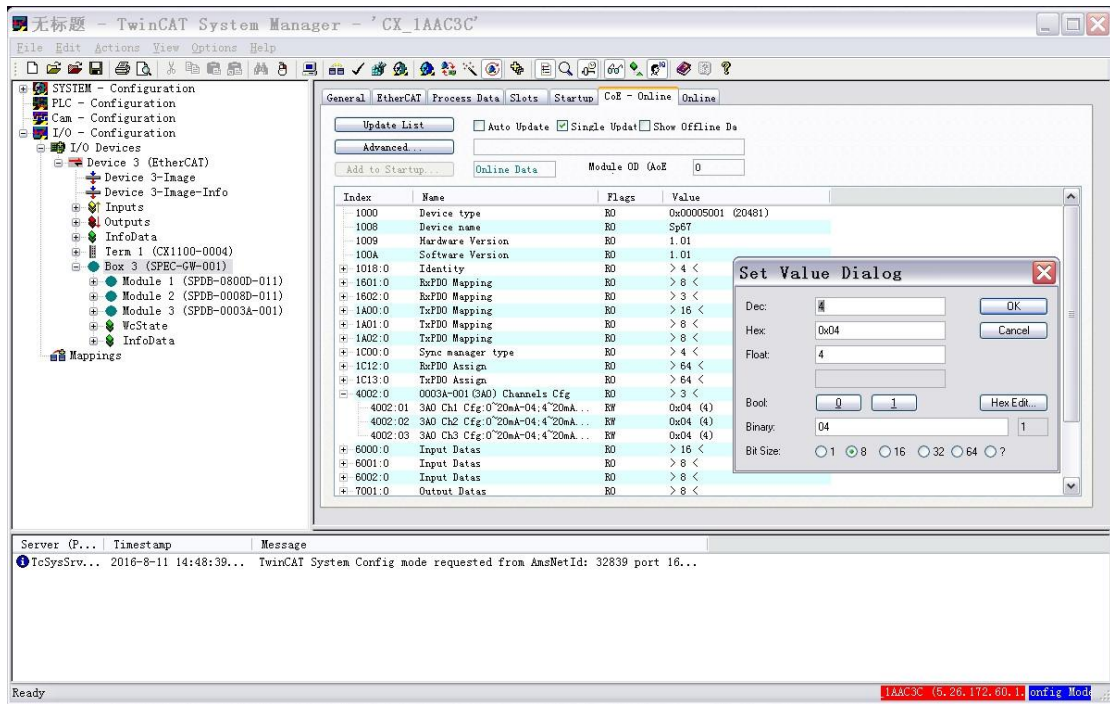 无标题 - TwinCAT System Manager - 'CX_1AAC3C'
File Edit Actions View Options Help
SYSTEM - Configuration
PLC - Configuration
Cam - Configuration
I/O - Configuration
I/O Devices
Device 3 (EtherCAT)
Device 3-Image
Device 3-Image-Info
Inputs
Outputs
InfoData
Term 1 (CX1100-0004)
Box 3 (SPEC-GW-001)
Module 1 (SPDB-0800D-011)
Module 2 (SPDB-0008D-011)
Module 3 (SPDB-0003A-001)
WcState
InfoData
Mappings
General EtherCAT Process Data Slots Startup CoE - Online Online
Update List Auto Update Single Updat Show Offline Da
Advanced...
Add to Startup... Online Data Module OD (AoE 0
Index Name Flags Value
1000 Device type RO 0x00005001 (20481)
1008 Device name RO Sp67
1009 Hardware Version RO 1.01
100A Software Version RO 1.01
1018:0 Identity RO > 4 <
1601:0 RxPDO Mapping RO > 8 <
1602:0 RxPDO Mapping RO > 3 <
1A00:0 TxPDO Mapping RO > 16 <
1A01:0 TxPDO Mapping RO > 8 <
1A02:0 TxPDO Mapping RO > 8 <
1C00:0 Sync manager type RO > 4 <
1C12:0 RxPDO Assign RO > 64 <
1C13:0 TxPDO Assign RO > 64 <
4002:0 0003A-001(3AO) Channels Cfg RO > 3 <
4002:01 3AO Ch1 Cfg:0~20mA-04;4~20mA... RW 0x04 (4)
4002:02 3AO Ch2 Cfg:0~20mA-04;4~20mA... RW 0x04 (4)
4002:03 3AO Ch3 Cfg:0~20mA-04;4~20mA... RW 0x04 (4)
6000:0 Input Datas RO > 16 <
6001:0 Input Datas RO > 8 <
6002:0 Input Datas RO > 8 <
7001:0 Output Datas RO > 8 <
Set Value Dialog
Dec: 4 OK
Hex: 0x04 Cancel
Float: 4
Bool: 0 1 Hex Edit...
Binary: 04 1
Bit Size: 1 8 16 32 64 ?
Server (P... Timestamp Message
TcSysSrv... 2016-8-11 14:48:39... TwinCAT System Config mode requested from AmsNetId: 32839 port 16...
Ready 1AAC3C (5.26.172.60.1. onfig Mod